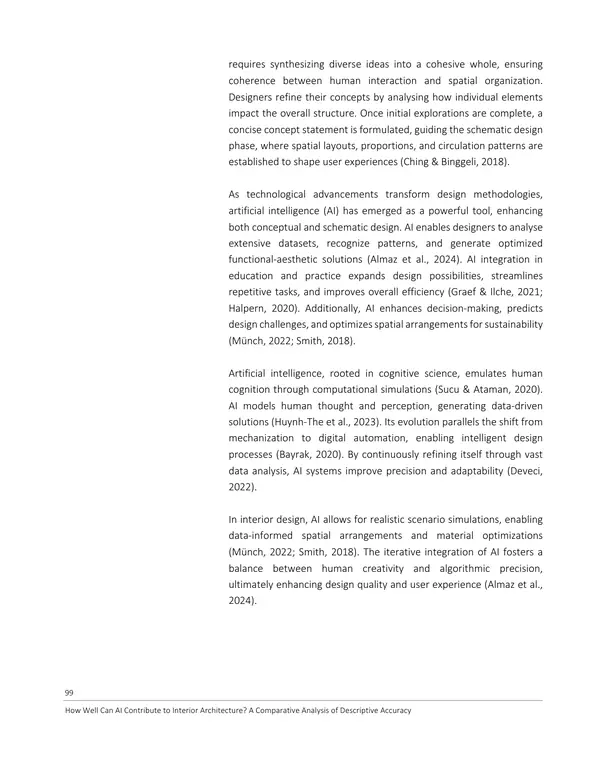 requires synthesizing diverse ideas into a cohesive whole, ensuring
coherence between human interaction and spatial organization.
Designers refine their concepts by analysing how individual elements
impact the overall structure. Once initial explorations are complete, a
concise concept statement is formulated, guiding the schematic design
phase, where spatial layouts, proportions, and circulation patterns are
established to shape user experiences (Ching & Binggeli, 2018).
As technological advancements transform design methodologies,
artificial intelligence (AI) has emerged as a powerful tool, enhancing
both conceptual and schematic design. AI enables designers to analyse
extensive datasets, recognize patterns, and generate optimized
functional-aesthetic solutions (Almaz et al., 2024). AI integration in
education and practice expands design possibilities, streamlines
repetitive tasks, and improves overall efficiency (Graef & Ilche, 2021;
Halpern, 2020). Additionally, AI enhances decision-making, predicts
design challenges, and optimizes spatial arrangements for sustainability
(Münch, 2022; Smith, 2018).
Artificial intelligence, rooted in cognitive science, emulates human
cognition through computational simulations (Sucu & Ataman, 2020).
AI models human thought and perception, generating data-driven
solutions (Huynh-The et al., 2023). Its evolution parallels the shift from
mechanization to digital automation, enabling intelligent design
processes (Bayrak, 2020). By continuously refining itself through vast
data analysis, AI systems improve precision and adaptability (Deveci,
2022).
In interior design, AI allows for realistic scenario simulations, enabling
data-informed spatial arrangements and material optimizations
(Münch, 2022; Smith, 2018). The iterative integration of AI fosters a
balance between human creativity and algorithmic precision,
ultimately enhancing design quality and user experience (Almaz et al.,
2024).
99
How Well Can AI Contribute to Interior Architecture? A Comparative Analysis of Descriptive Accuracy